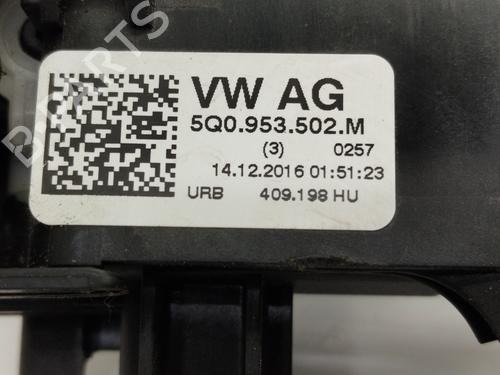 VW AG
5Q0.953.502.M
(3) 0257
14.12.2016 01:51:23
URB 409.198 HU